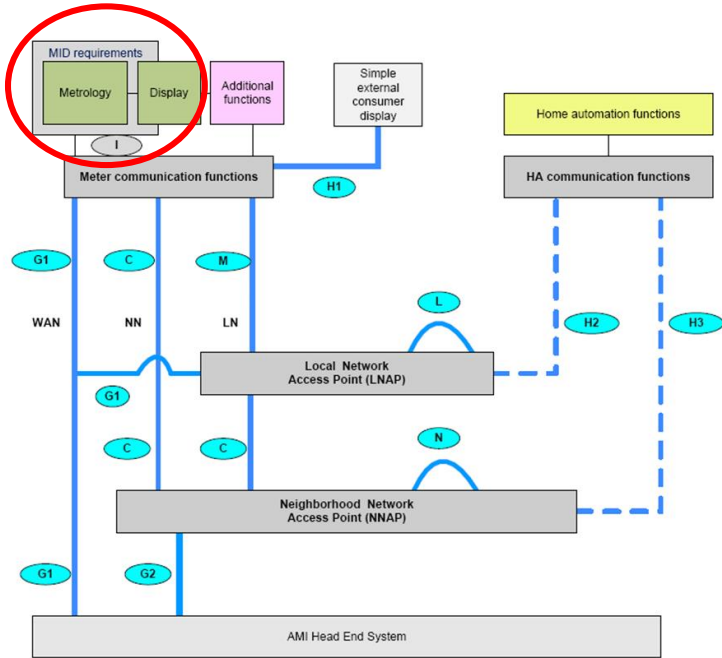 MID requirements
Metrology
Display
Additional
functions
Simple
external
consumer
display
Home automation functions
I
Meter communication functions
HA communication functions
H1
G1
C
M
WAN
NN
LN
L
H2
H3
Local Network
Access Point (LNAP)
G1
C
C
N
Neighborhood Network
Access Point (NNAP)
G1
G2
AMI Head End System